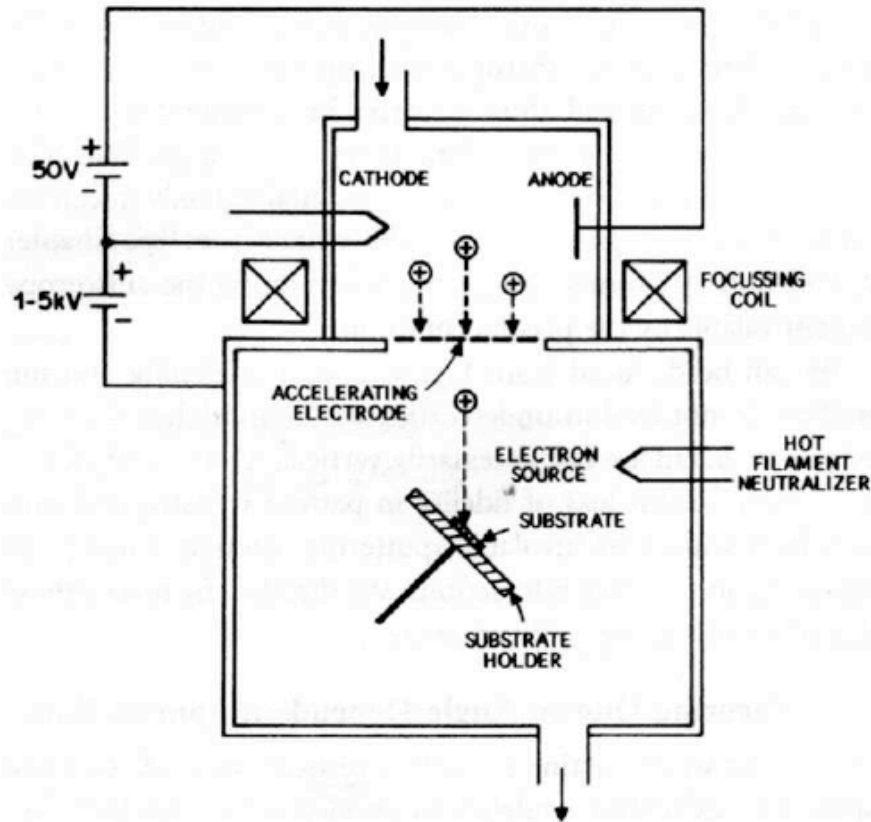 50V
+
-
+
1-5kV
-
CATHODE
ANODE
FOCUSSING
COIL
ACCELERATING
ELECTRODE
ELECTRON
SOURCE
HOT
FILAMENT
NEUTRALIZER
SUBSTRATE
SUBSTRATE
HOLDER